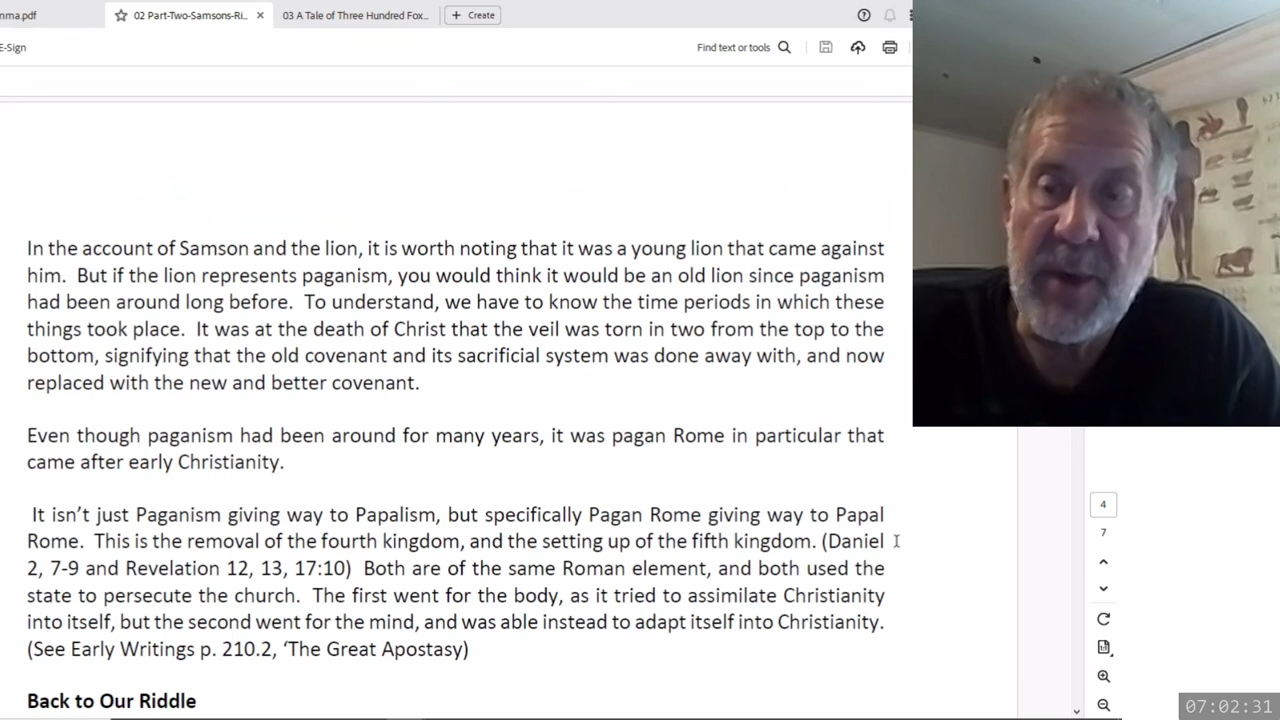 mma.pdf
02 Part-Two-Samsons-Ri...
03 A Tale of Three Hundred Fox...
+ Create
E-Sign
Find text or tools
In the account of Samson and the lion, it is worth noting that it was a young lion that came against
him.  But if the lion represents paganism, you would think it would be an old lion since paganism
had been around long before.  To understand, we have to know the time periods in which these
things took place.  It was at the death of Christ that the veil was torn in two from the top to the
bottom, signifying that the old covenant and its sacrificial system was done away with, and now
replaced with the new and better covenant.
Even though paganism had been around for many years, it was pagan Rome in particular that
came after early Christianity.
It isn’t just Paganism giving way to Papalism, but specifically Pagan Rome giving way to Papal
Rome.  This is the removal of the fourth kingdom, and the setting up of the fifth kingdom. (Daniel
2, 7-9 and Revelation 12, 13, 17:10)  Both are of the same Roman element, and both used the
state to persecute the church.  The first went for the body, as it tried to assimilate Christianity
into itself, but the second went for the mind, and was able instead to adapt itself into Christianity.
(See Early Writings p. 210.2, ‘The Great Apostasy)
Back to Our Riddle
4
7
07:02:31